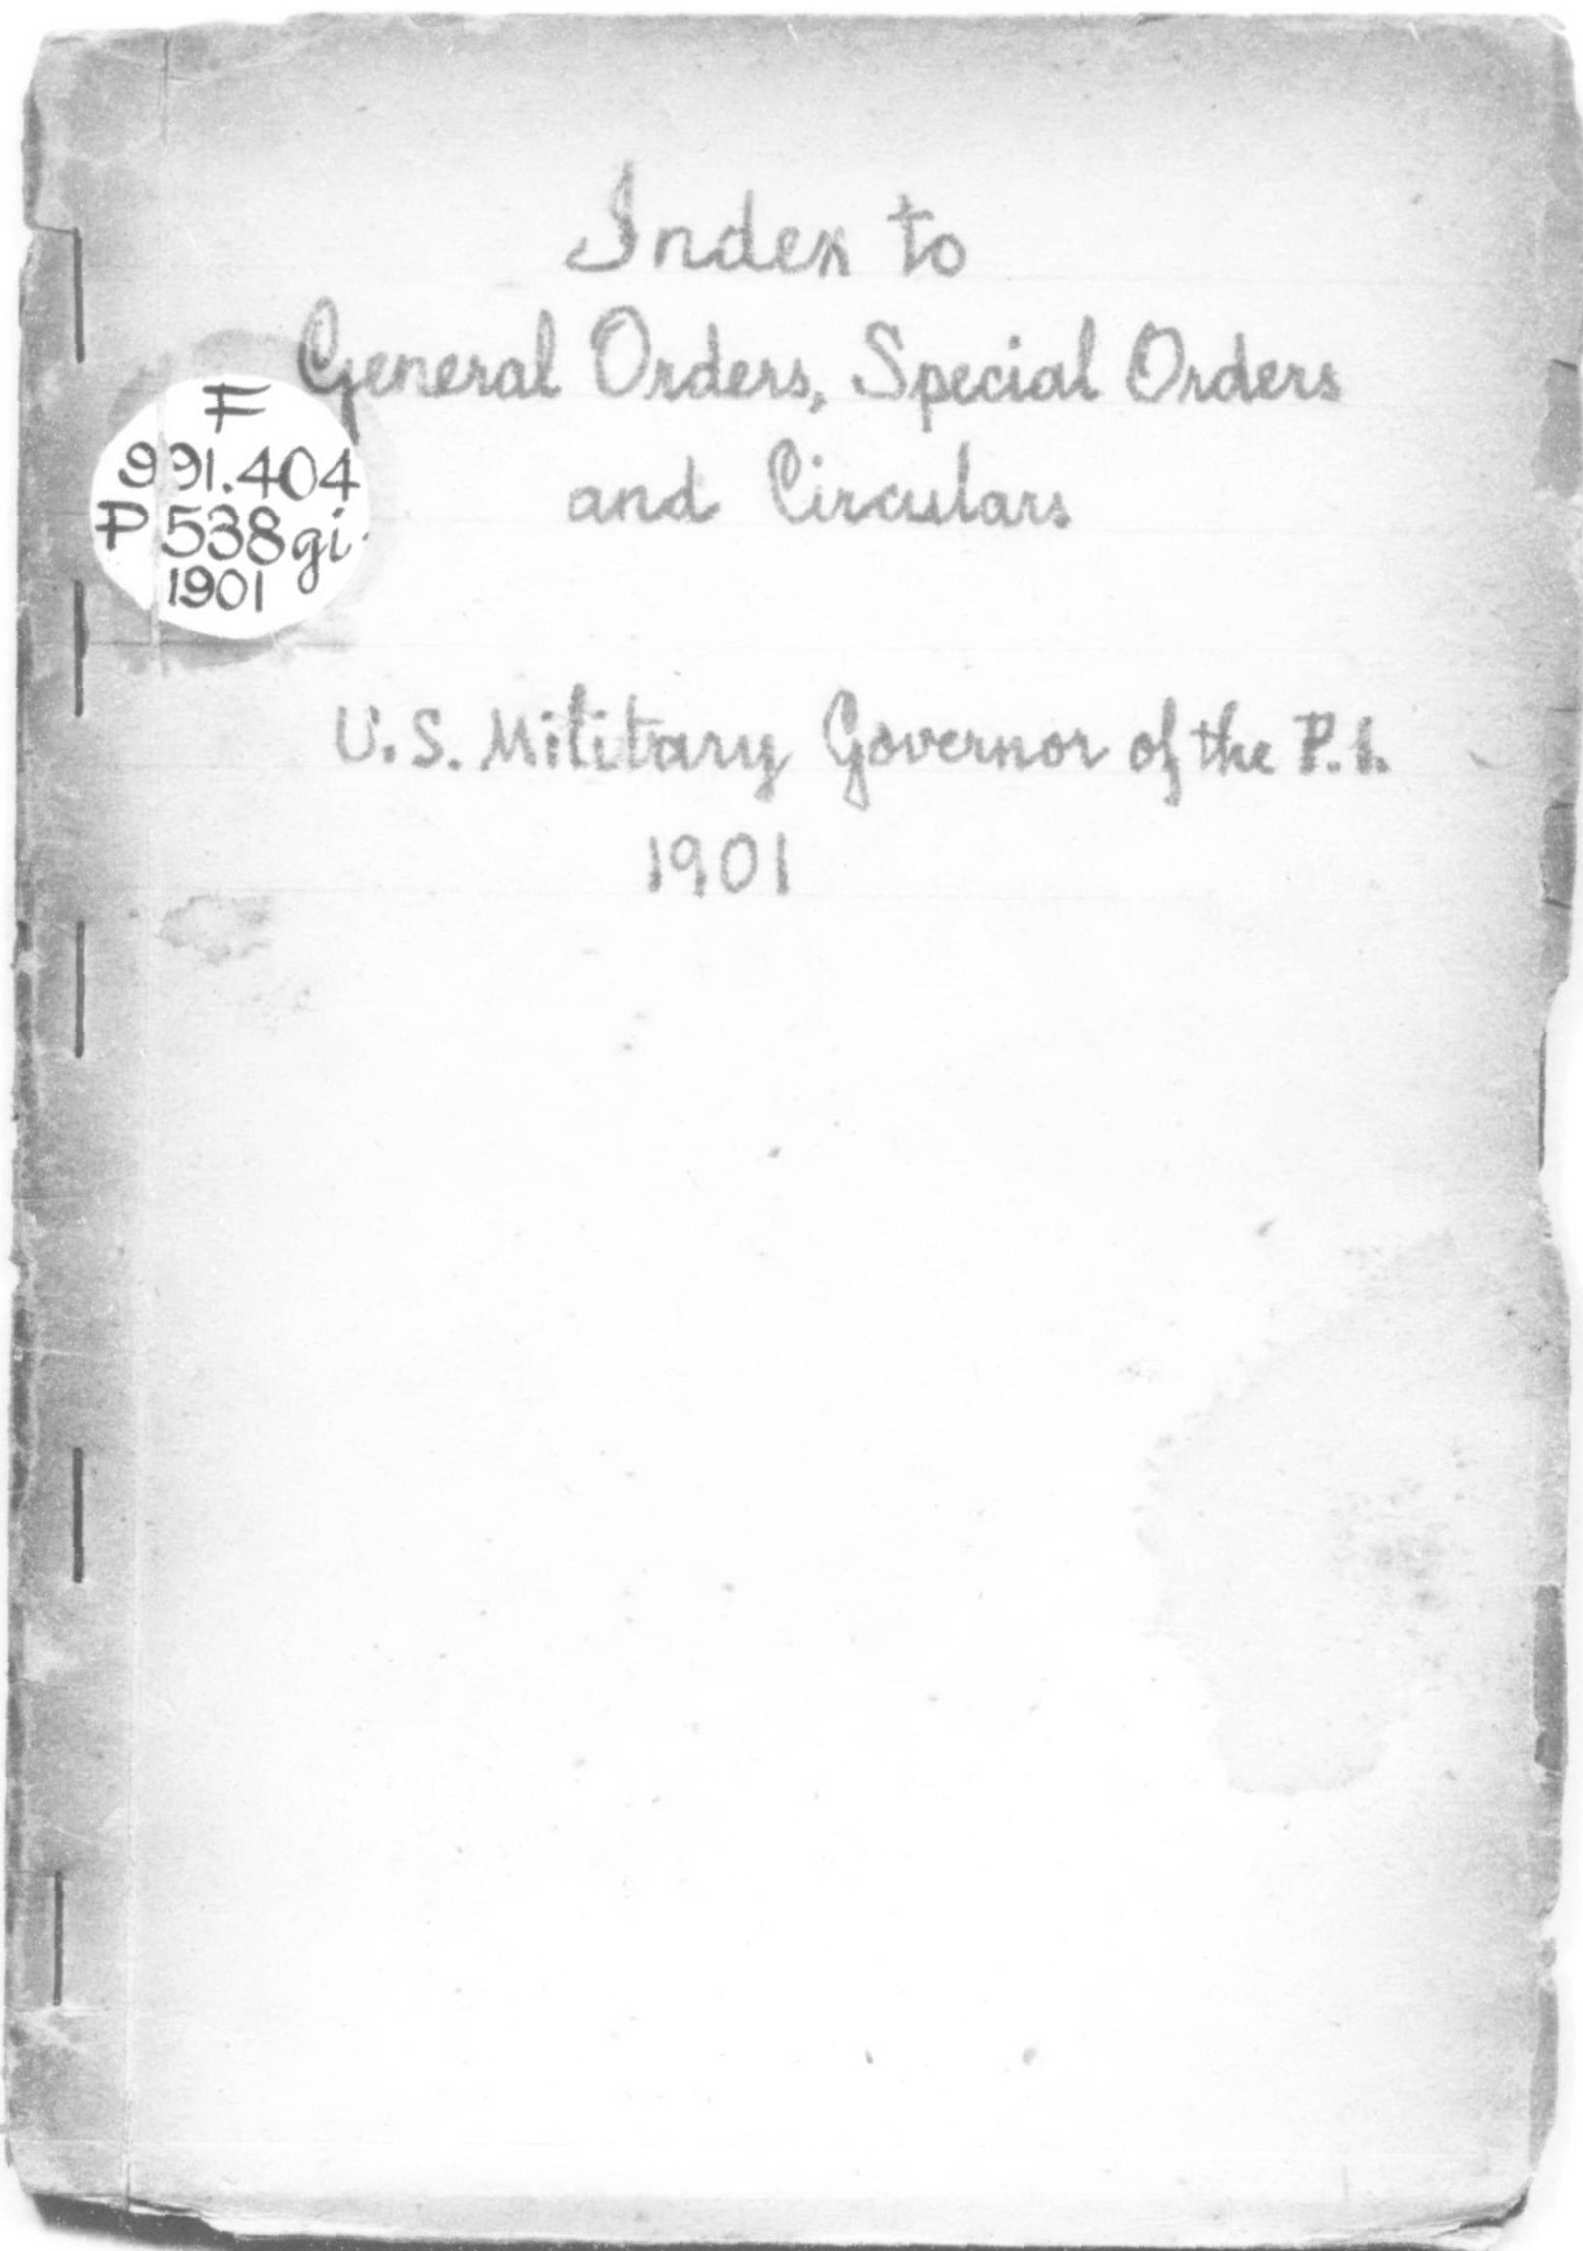 Index to
General Orders, Special Orders
and Circulars
F
991.404
P538gi
1901
U.S. Military Governor of the P.I.
1901